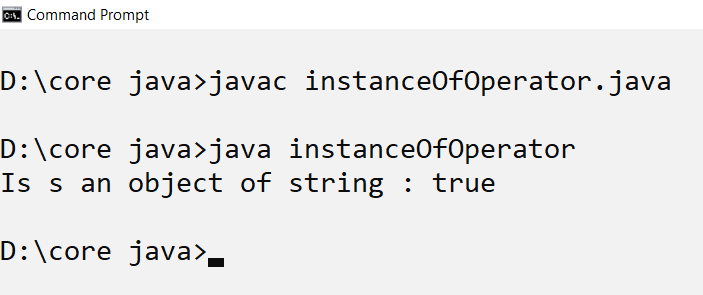 Command Prompt
D:\core java>javac instanceOfOperator.java
D:\core java>java instanceOfOperator
Is s an object of string : true
D:\core java>